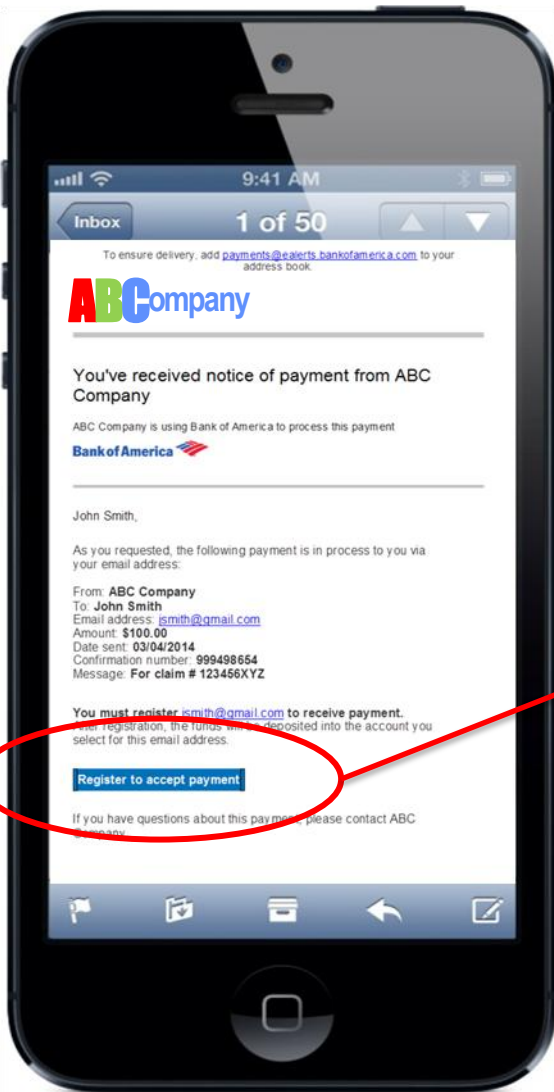 9:41 AM
Inbox
1 of 50
To ensure delivery, add payments@ealerts.bankofamerica.com to your
address book.
ABCompany
You've received notice of payment from ABC
Company
ABC Company is using Bank of America to process this payment
Bank of America
John Smith,
As you requested, the following payment is in process to you via
your email address:
From: ABC Company
To: John Smith
Email address: jsmith@gmail.com
Amount: $100.00
Date sent: 03/04/2014
Confirmation number: 999498654
Message: For claim # 123456XYZ
You must register jsmith@gmail.com to receive payment.
After registration, the funds will be deposited into the account you
select for this email address.
Register to accept payment
If you have questions about this payment, please contact ABC
Company